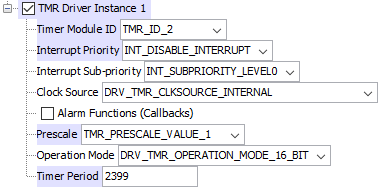 TMR Driver Instance 1
Timer Module ID TMR_ID_2
Interrupt Priority INT_DISABLE_INTERRUPT
Interrupt Sub-priority INT_SUBPRIORITY_LEVEL0
Clock Source DRV_TMR_CLKSOURCE_INTERNAL
Alarm Functions (Callbacks)
Prescale TMR_PRESCALE_VALUE_1
Operation Mode DRV_TMR_OPERATION_MODE_16_BIT
Timer Period 2399